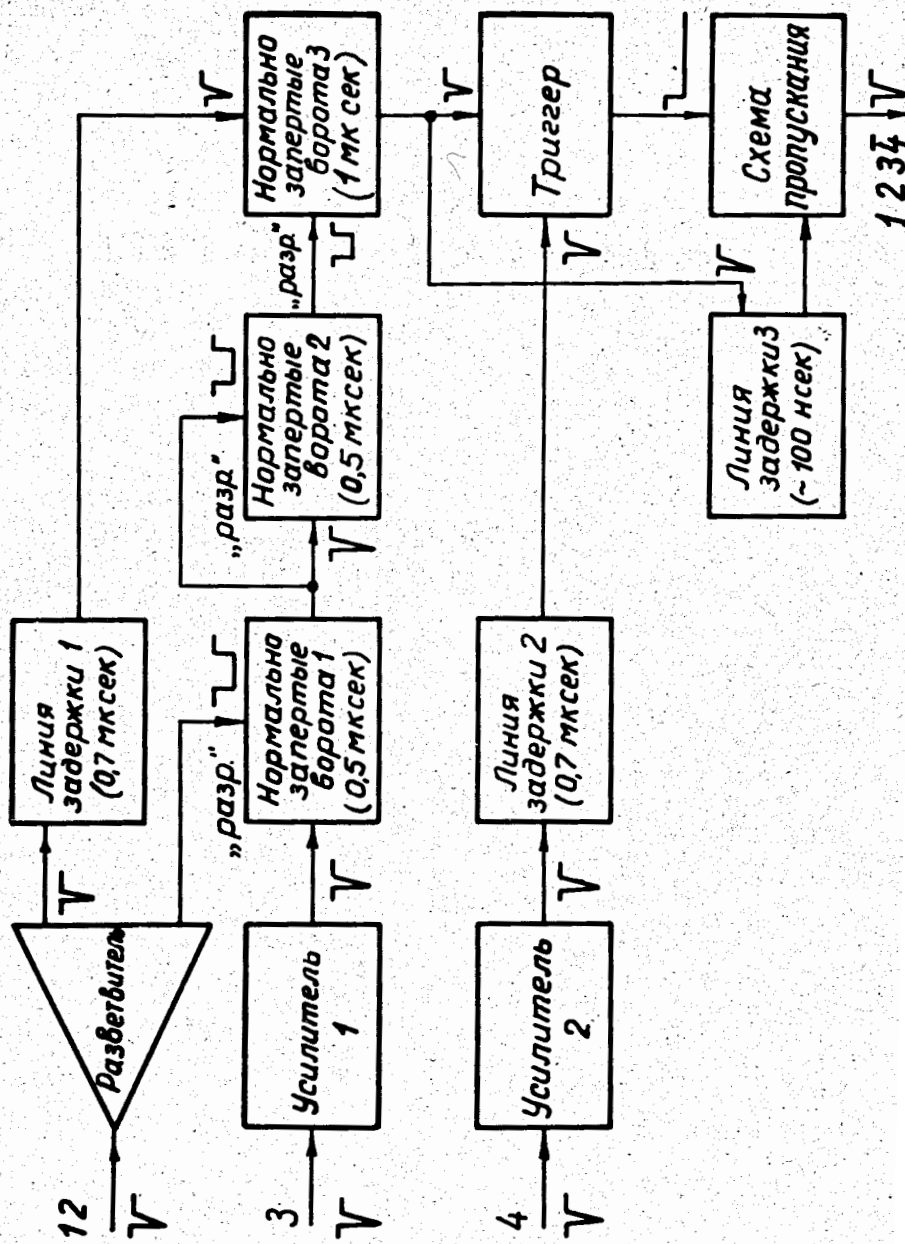 12
Разветвитель
Линия
задержки 1
(0,7 мксек)
„разр."
3
Усилитель
1
Нормально
запертые
ворота 1
(0,5 мксек)
„разр."
Нормально
запертые
ворота 2
(0,5 мксек)
„разр."
Нормально
запертые
ворота 3
(1 мк сек)
4
Усилитель
2
Линия
задержки 2
(0,7 мксек)
Триггер
Линия
задержки 3
(~100 нсек)
Схема
пропускания
1 2 3 4̅